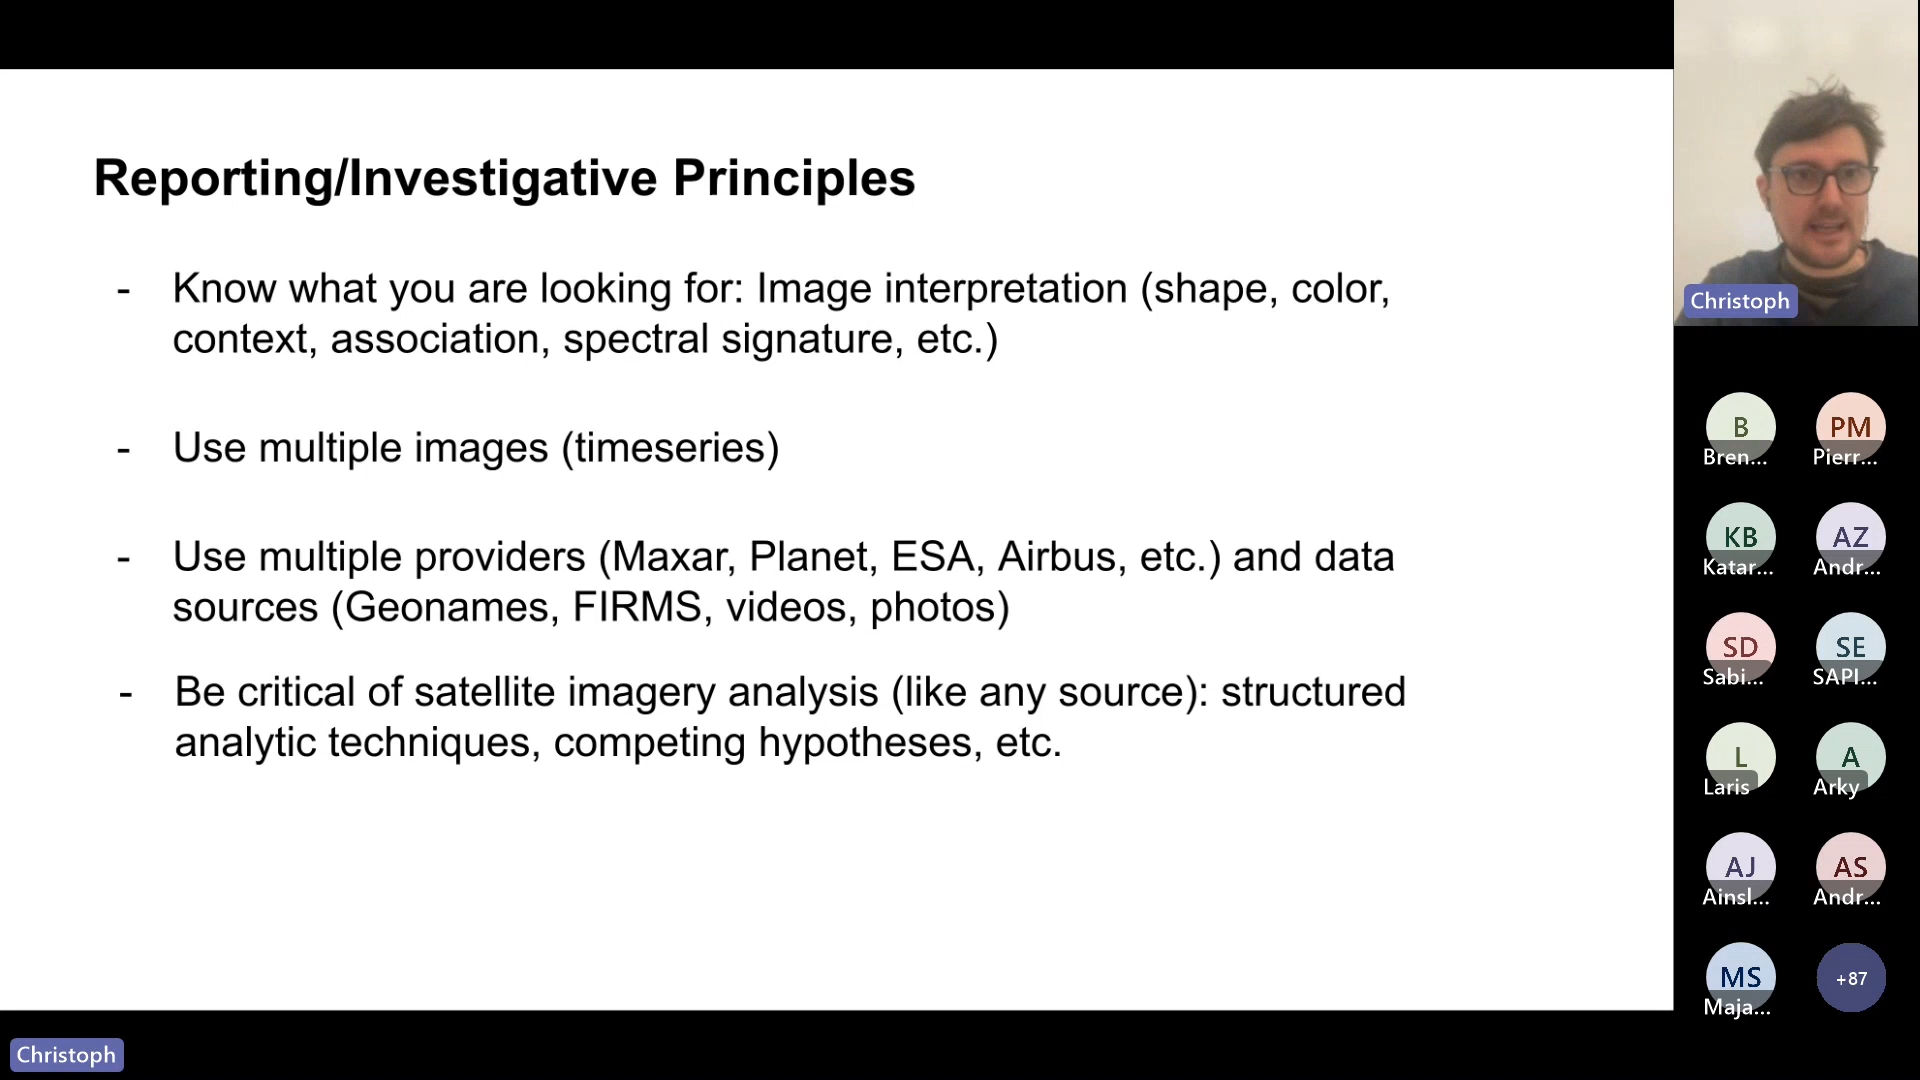 Reporting/Investigative Principles
- Know what you are looking for: Image interpretation (shape, color,
context, association, spectral signature, etc.)
- Use multiple images (timeseries)
- Use multiple providers (Maxar, Planet, ESA, Airbus, etc.) and data
sources (Geonames, FIRMS, videos, photos)
- Be critical of satellite imagery analysis (like any source): structured
analytic techniques, competing hypotheses, etc.
Christoph
Christoph
B
Bren...
PM
Pierr...
KB
Katar...
AZ
Andr...
SD
Sabi...
SE
SAPI...
L
Laris
A
Arky
AJ
Ainsl...
AS
Andr...
MS
Maja...
+87